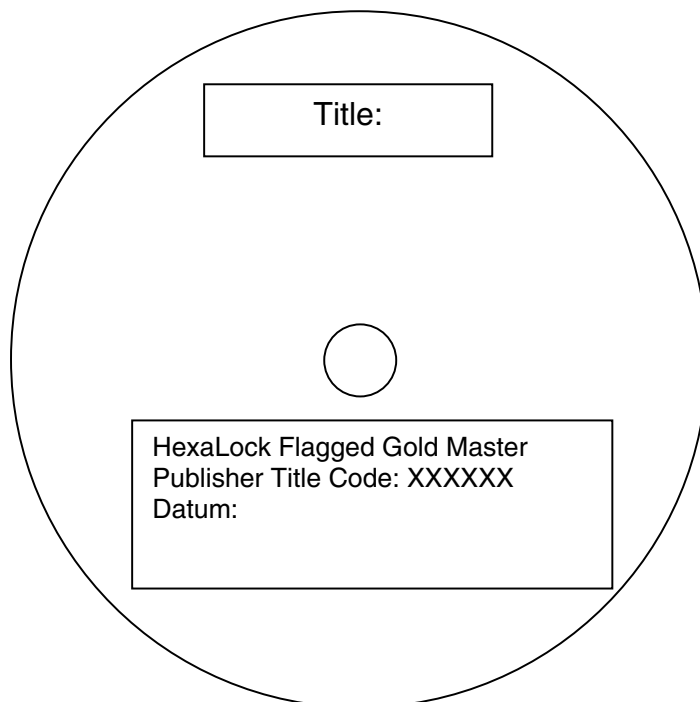 Title:
HexaLock Flagged Gold Master
Publisher Title Code: XXXXXX
Datum: